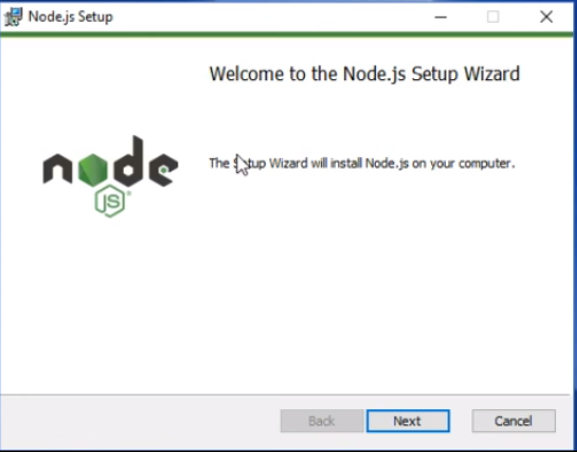 Node.js Setup
Welcome to the Node.js Setup Wizard
node
JS
The Setup Wizard will install Node.js on your computer.
Back
Next
Cancel